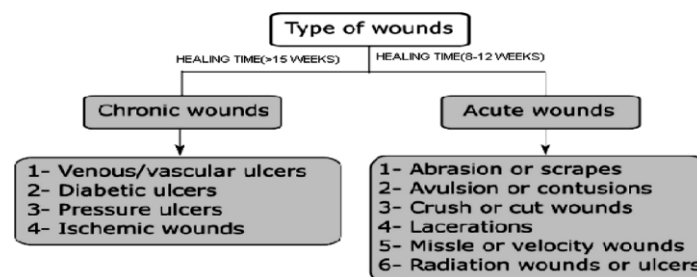 Type of wounds
HEALING TIME(>15 WEEKS)
HEALING TIME(8-12 WEEKS)
Chronic wounds
Acute wounds
1- Venous/vascular ulcers
2- Diabetic ulcers
3- Pressure ulcers
4- Ischemic wounds
1- Abrasion or scrapes
2- Avulsion or contusions
3- Crush or cut wounds
4- Lacerations
5- Missle or velocity wounds
6- Radiation wounds or ulcers